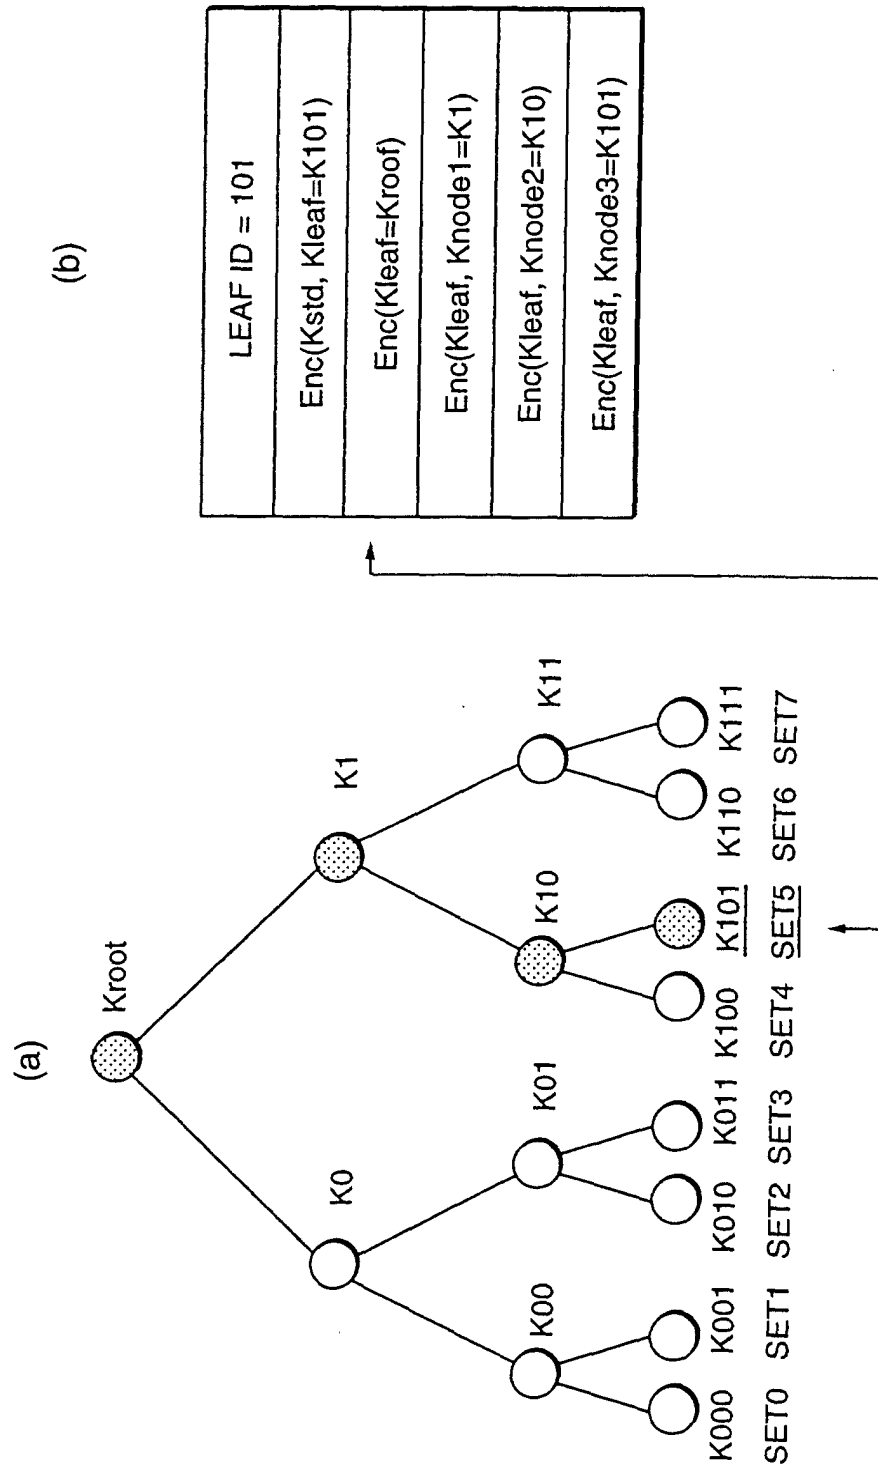 (a)
Kroot
K0
K1
K00
K01
K10
K11
K000 K001 K010 K011 K100 K101 K110 K111
SET0 SET1 SET2 SET3 SET4 SET5 SET6 SET7
(b)
LEAF ID = 101
Enc(Kstd, Kleaf=K101)
Enc(Kleaf=Kroof)
Enc(Kleaf, Knode1=K1)
Enc(Kleaf, Knode2=K10)
Enc(Kleaf, Knode3=K101)